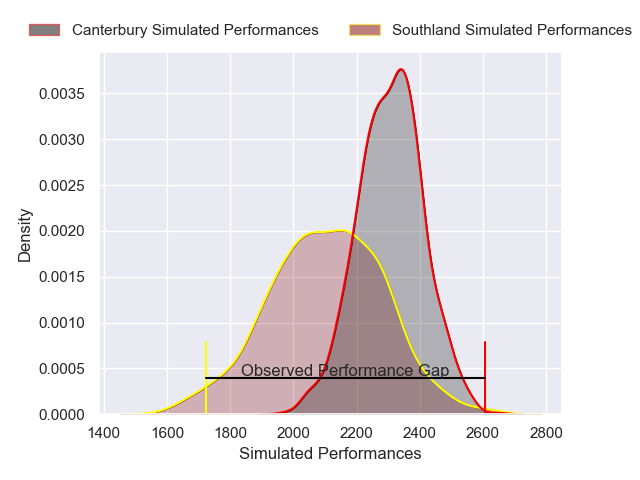 Canterbury Simulated Performances Southland Simulated Performances
0.0035
0.0030
0.0025
0.0020
0.0015
0.0010
0.0005
0.0000
Density
Observed Performance Gap
1400 1600 1800 2000 2200 2400 2600 2800
Simulated Performances